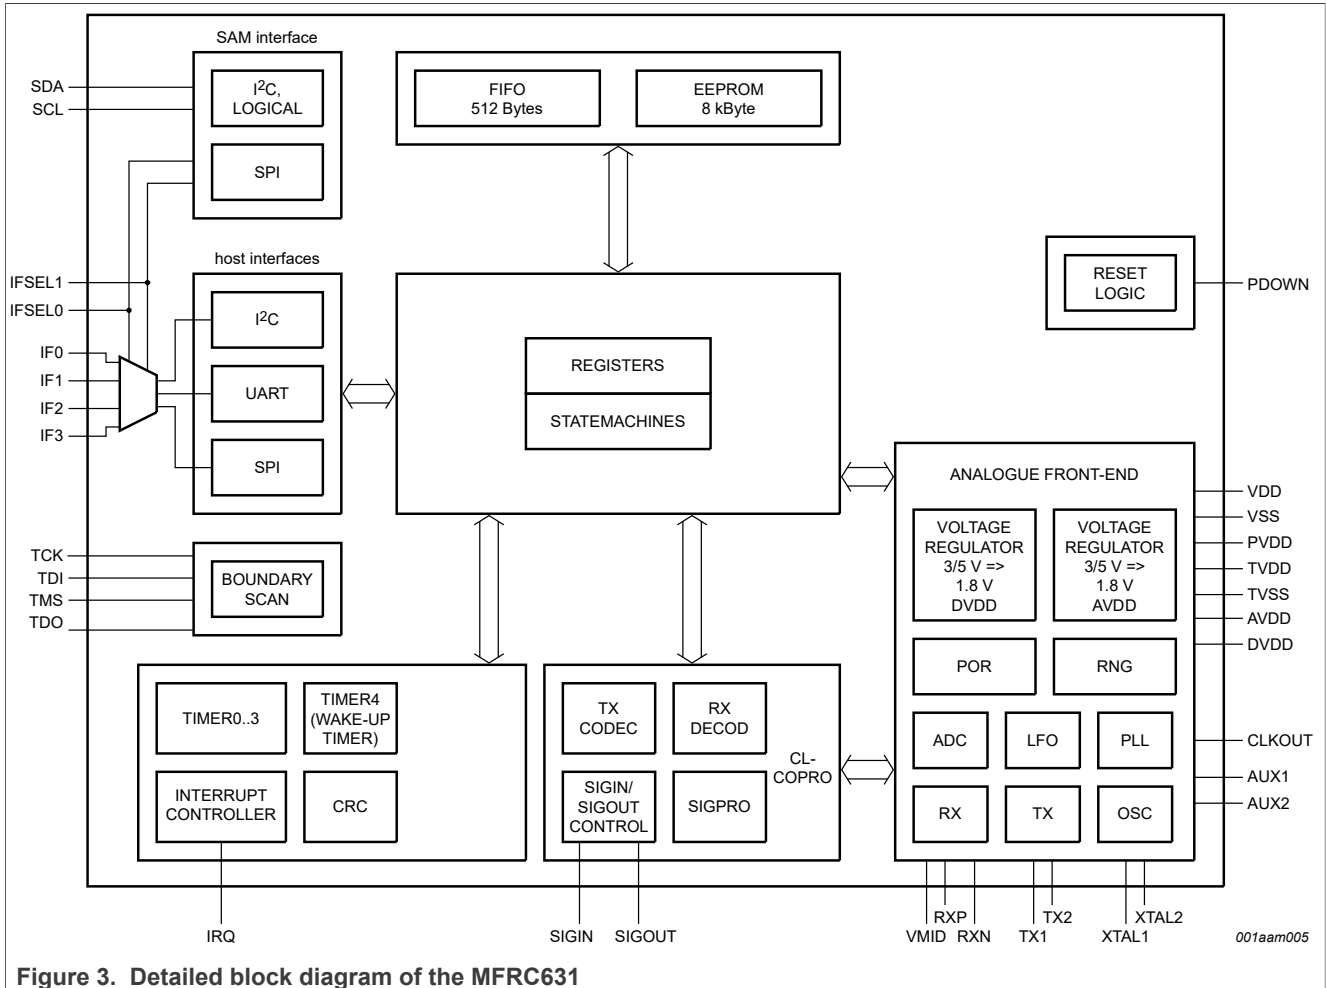 SAM interface
SDA
SCL
I2C,
LOGICAL
SPI
FIFO
512 Bytes
EEPROM
8 kByte
host interfaces
IFSEL1
IFSEL0
IF0
IF1
IF2
IF3
I2C
UART
SPI
REGISTERS
STATEMACHINES
RESET
LOGIC
PDOWN
TCK
TDI
TMS
TDO
BOUNDARY
SCAN
ANALOGUE FRONT-END
VOLTAGE
REGULATOR
3/5 V =>
1.8 V
DVDD
VOLTAGE
REGULATOR
3/5 V =>
1.8 V
AVDD
POR
RNG
ADC
LFO
PLL
RX
TX
OSC
VDD
VSS
PVDD
TVDD
TVSS
AVDD
DVDD
CLKOUT
AUX1
AUX2
TIMER0..3
TIMER4
(WAKE-UP
TIMER)
INTERRUPT
CONTROLLER
CRC
TX
CODEC
RX
DECOD
SIGIN/
SIGOUT
CONTROL
SIGPRO
CL-
COPRO
IRQ
SIGIN
SIGOUT
VMID
RXP
RXN
TX1
TX2
XTAL1
XTAL2
001aam005
Figure 3. Detailed block diagram of the MFRC631